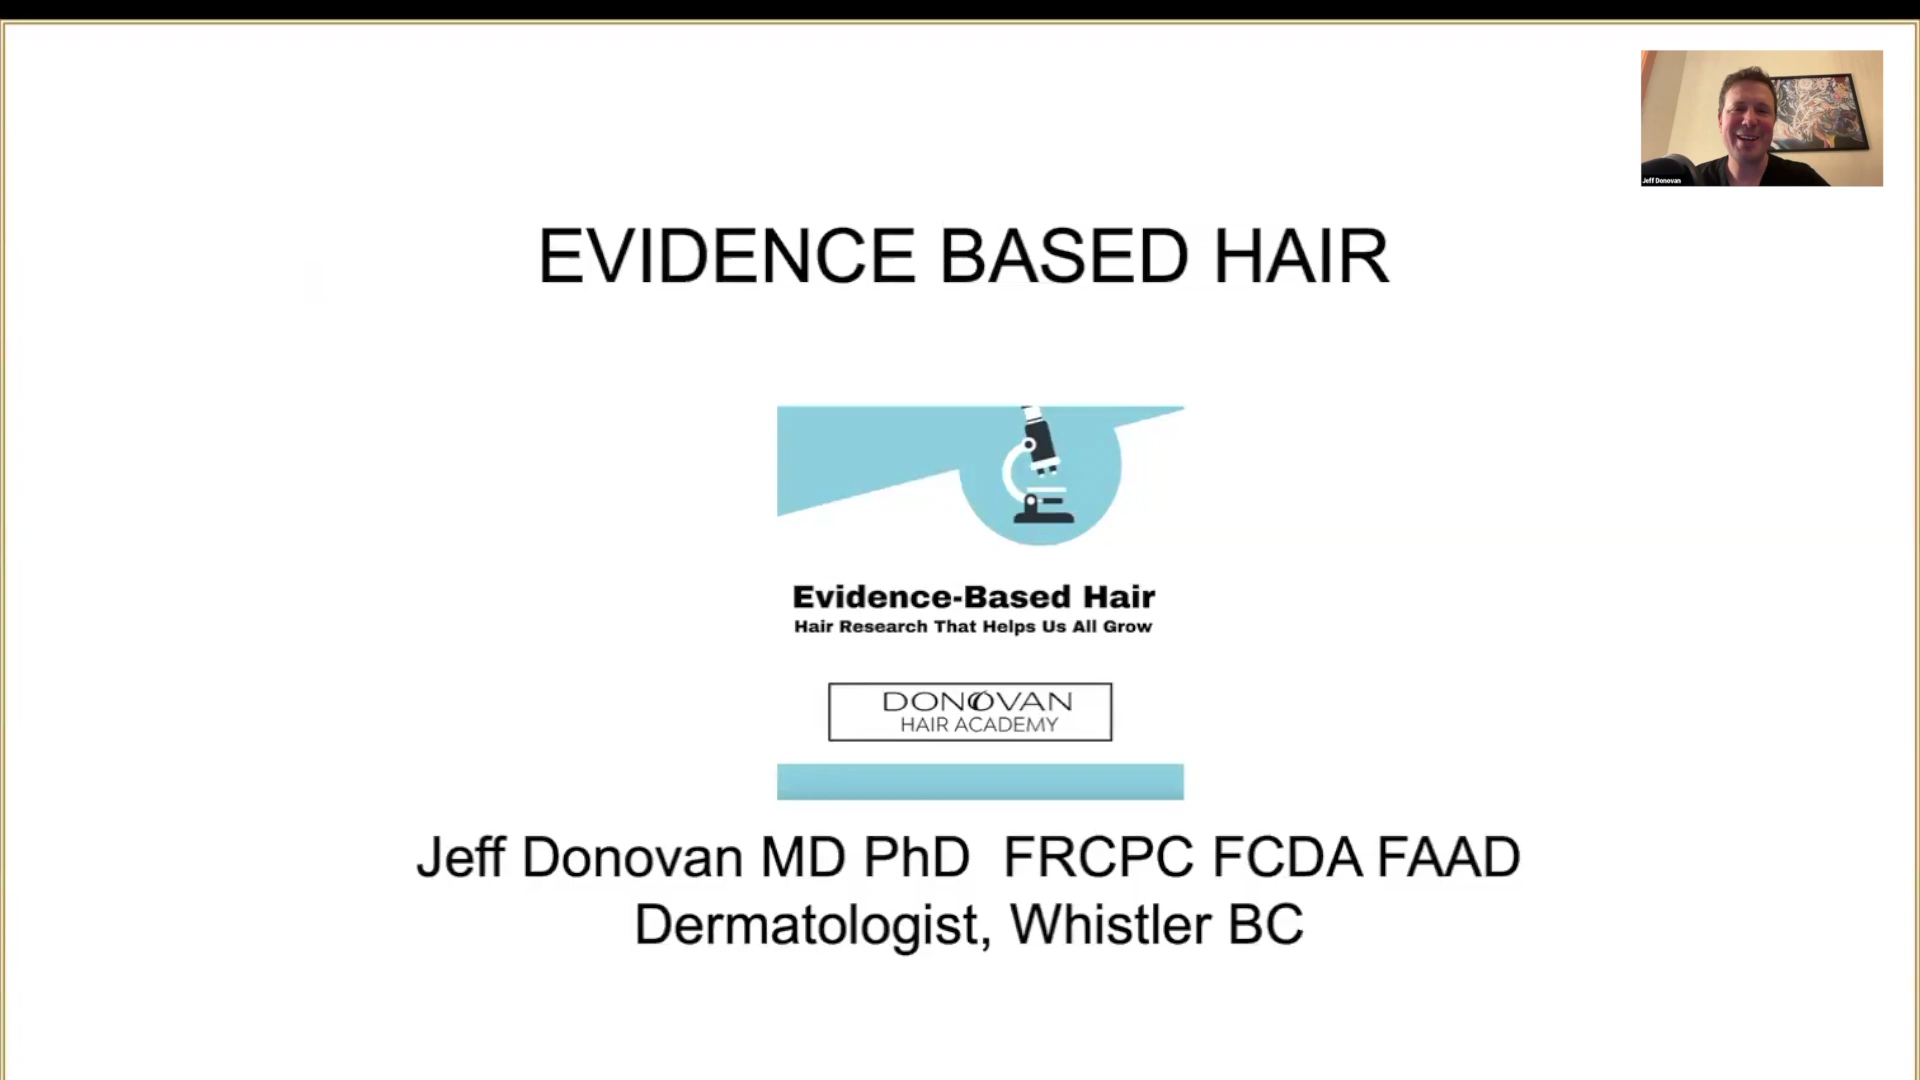 Jeff Donovan
EVIDENCE BASED HAIR
Evidence-Based Hair
Hair Research That Helps Us All Grow
DONOVAN
HAIR ACADEMY
Jeff Donovan MD PhD  FRCPC FCDA FAAD
Dermatologist, Whistler BC